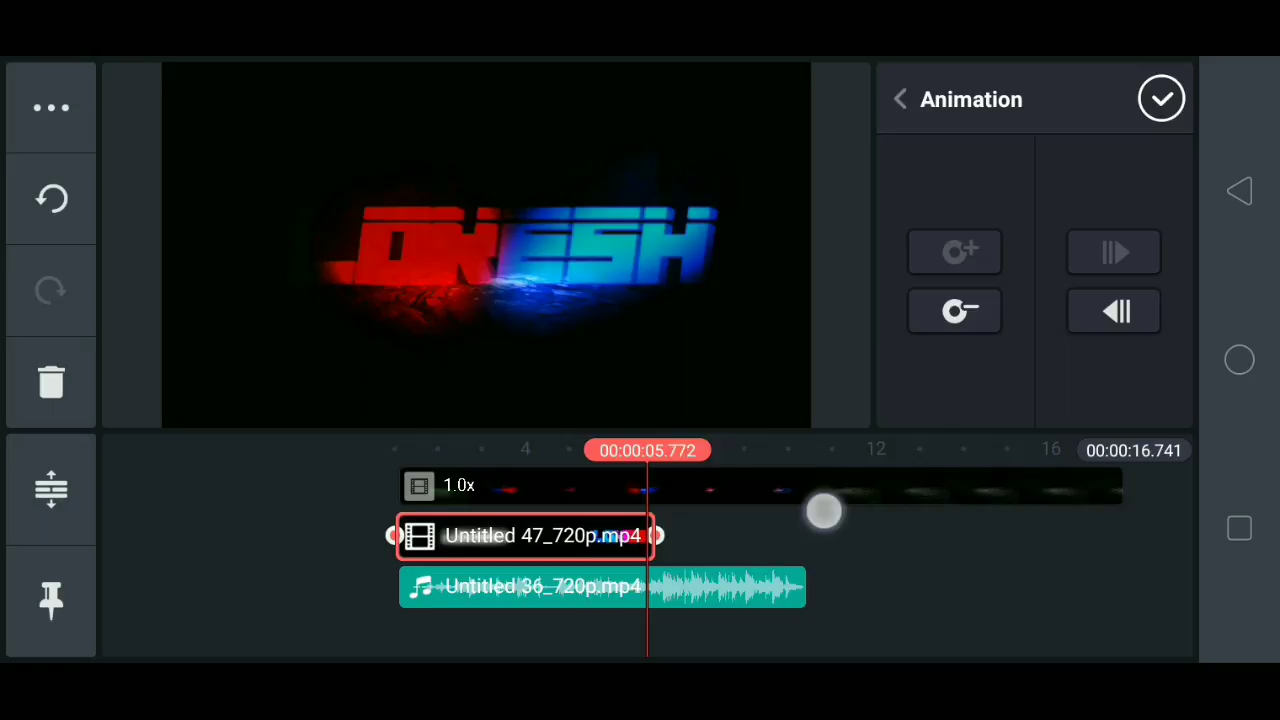 Animation
4
00:00:05.772
12
16
00:00:16.741
1.0x
Untitled 47_720p.mp4
Untitled 36_720p.mp4